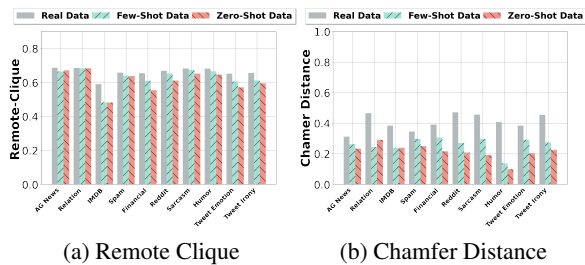 Real Data Few-Shot Data Zero-Shot Data
Remote-Clique
0.8
0.6
0.4
0.2
0.0
AG News Relation IMDB Spam Financial Reddit Sarcasm Humor Tweet Emotion Tweet Irony
(a) Remote Clique
Real Data Few-Shot Data Zero-Shot Data
Chamer Distance
1.0
0.8
0.6
0.4
0.2
0.0
AG News Relation IMDB Spam Financial Reddit Sarcasm Humor Tweet Emotion Tweet Irony
(b) Chamfer Distance